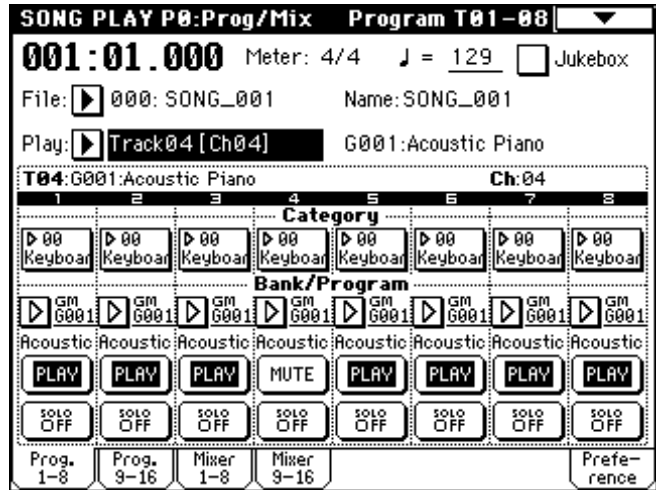 SONG PLAY P0:Prog/Mix Program T01-08
001:01.000 Meter: 4/4 ♩ = 129 Jukebox
File: 000: SONG_001 Name:SONG_001
Play: Track04[Ch04] G001:Acoustic Piano
T04:G001:Acoustic Piano Ch:04
1 2 3 4 5 6 7 8
Category
00 00 00 00 00 00 00 00
Keyboar Keyboar Keyboar Keyboar Keyboar Keyboar Keyboar Keyboar
Bank/Program
GM GM GM GM GM GM GM GM
G001 G001 G001 G001 G001 G001 G001 G001
Acoustic Acoustic Acoustic Acoustic Acoustic Acoustic Acoustic Acoustic
PLAY PLAY PLAY MUTE PLAY PLAY PLAY PLAY
SOLO SOLO SOLO SOLO SOLO SOLO SOLO SOLO
OFF OFF OFF OFF OFF OFF OFF OFF
Prog. Prog. Mixer Mixer Prefe-
1-8 9-16 1-8 9-16 rence